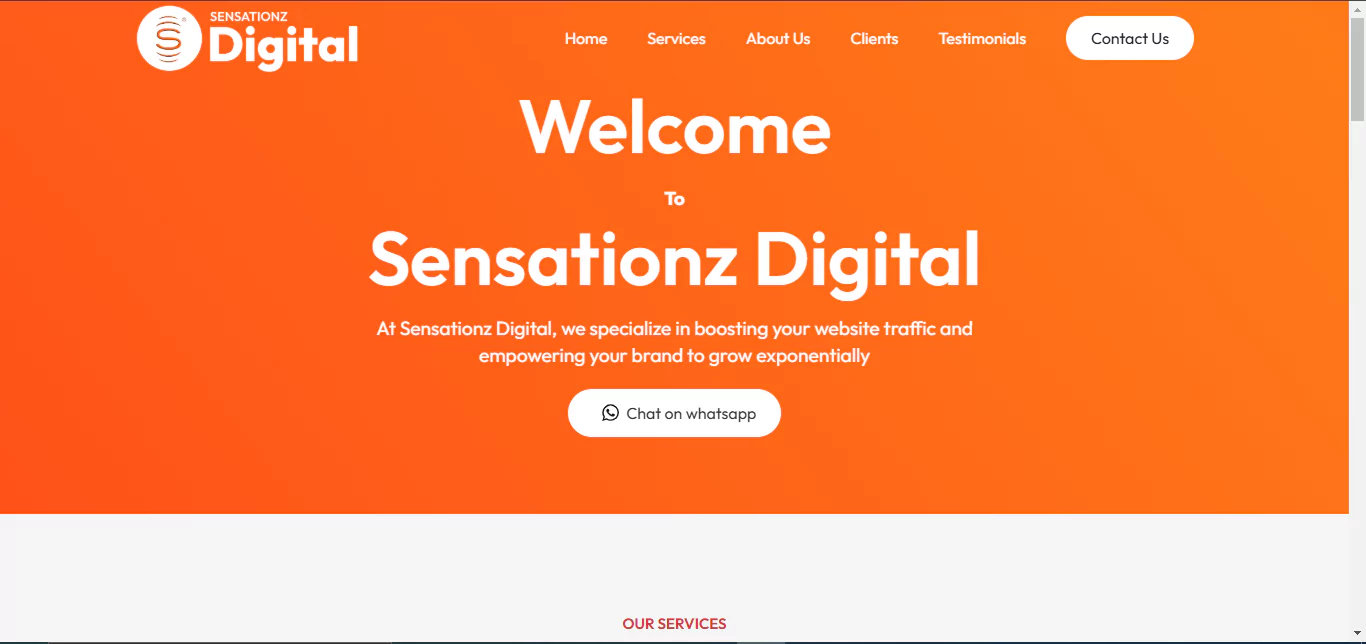 SENSATIONZ
Digital
Home Services About Us Clients Testimonials Contact Us
Welcome
To
Sensationz Digital
At Sensationz Digital, we specialize in boosting your website traffic and
empowering your brand to grow exponentially
Chat on whatsapp
OUR SERVICES